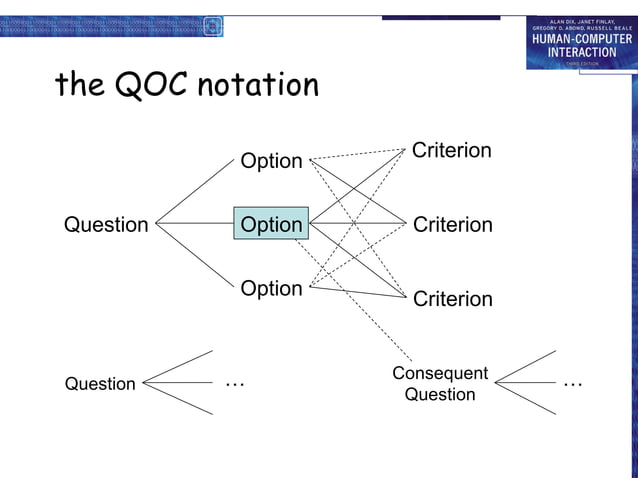 ALAN DIX, JANET FINLAY,
GREGORY D. ABOWD, RUSSELL BEALE
HUMAN-COMPUTER
INTERACTION
THIRD EDITION
the QOC notation
Option
Criterion
Question
Option
Criterion
Option
Criterion
Question
...
Consequent
Question
...